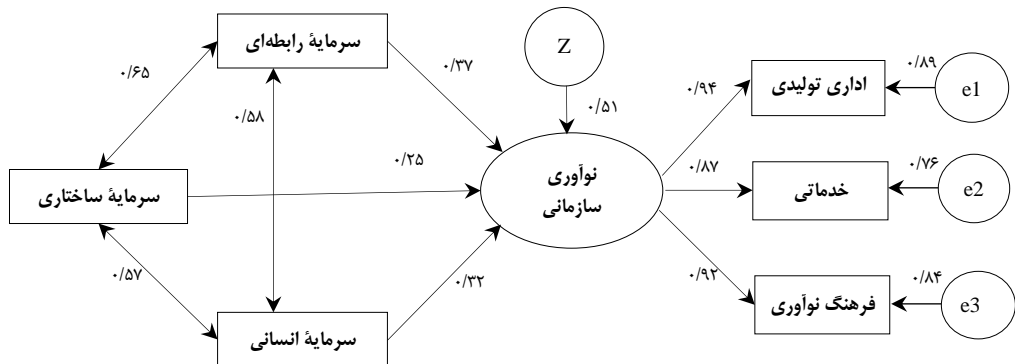 سرمایهٔ رابطه‌ای
Z
۰/۶۵
۰/۳۷
۰/۵۱
۰/۵۸
۰/۲۵
سرمایهٔ ساختاری
نوآوری
سازمانی
۰/۵۷
۰/۳۲
سرمایهٔ انسانی
۰/۹۴
اداری تولیدی
۰/۸۹
e1
۰/۸۷
خدماتی
۰/۷۶
e2
۰/۹۲
فرهنگ نوآوری
۰/۸۴
e3